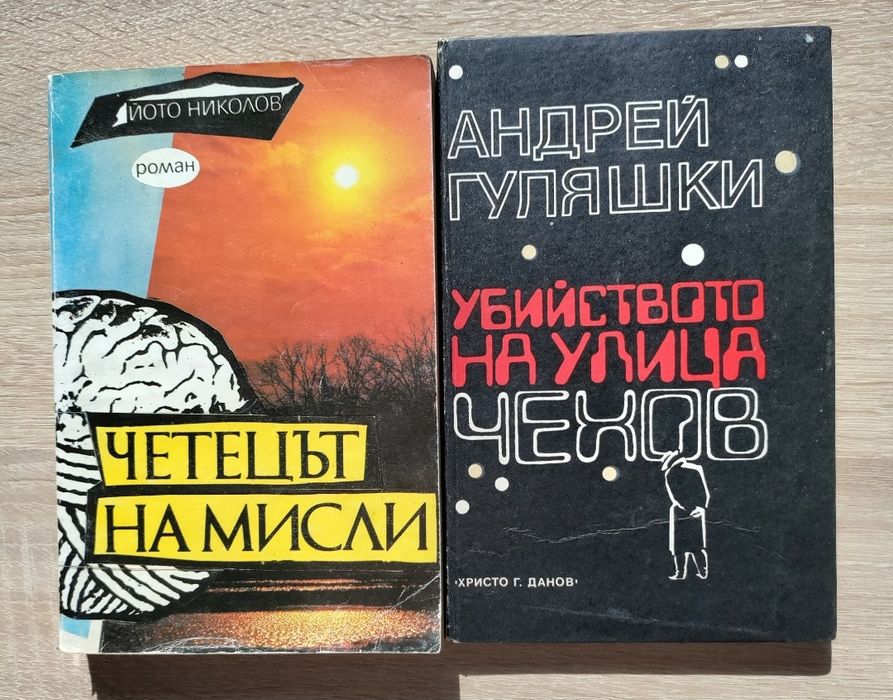 ЙОТО НИКОЛОВ
роман
ЧЕТЕЦЪТ
НА МИСЛИ
АНДРЕЙ
ГУЛЯШКИ
УБИЙСТВОТО
НА УЛИЦА
ЧЕХОВ
'ХРИСТО Г. ДАНОВ'